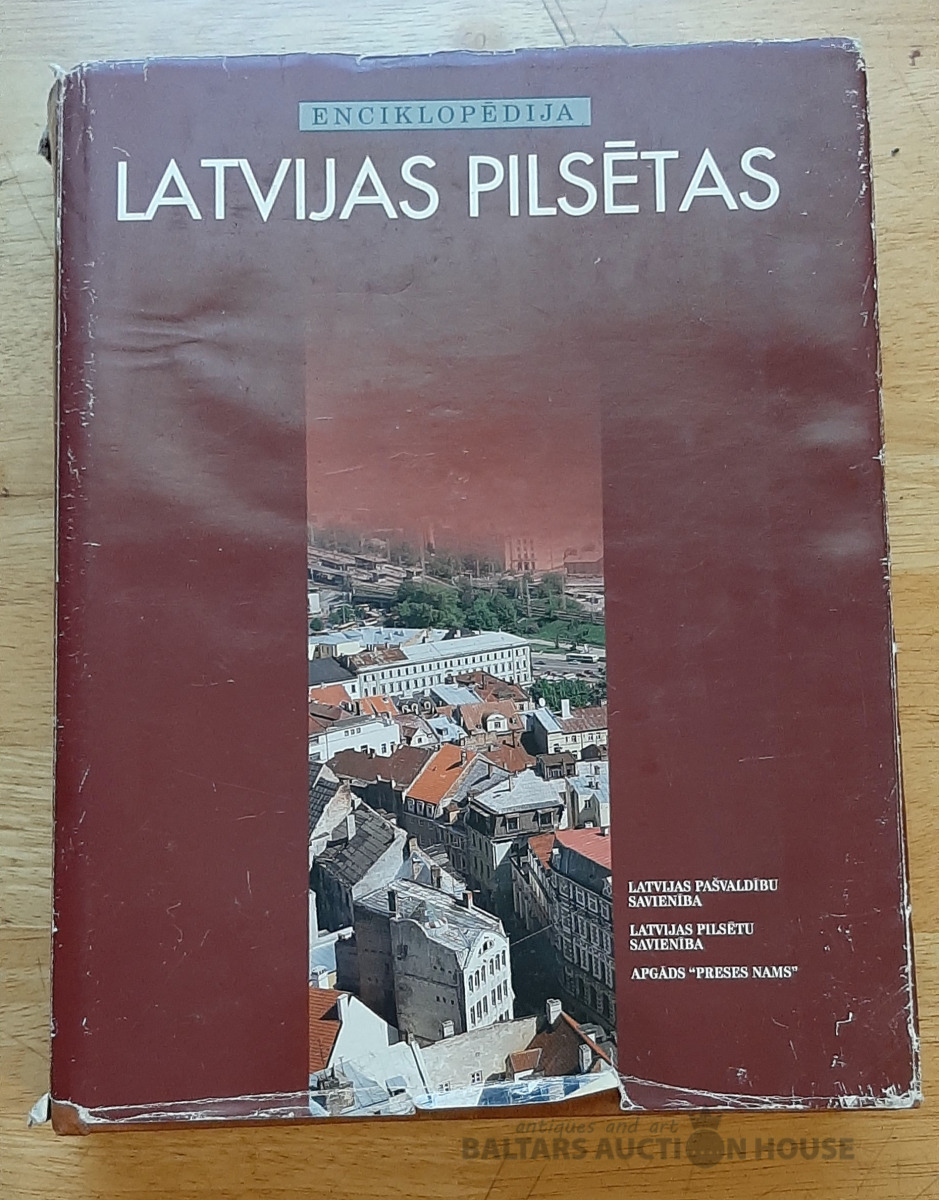 ENCIKLOPĒDIJA
LATVIJAS PILSĒTAS
LATVIJAS PAŠVALDĪBU
SAVIENĪBA
LATVIJAS PILSĒTU
SAVIENĪBA
APGĀDS “PRESES NAMS”
antiques and art
BALTARS AUCTION HOUSE